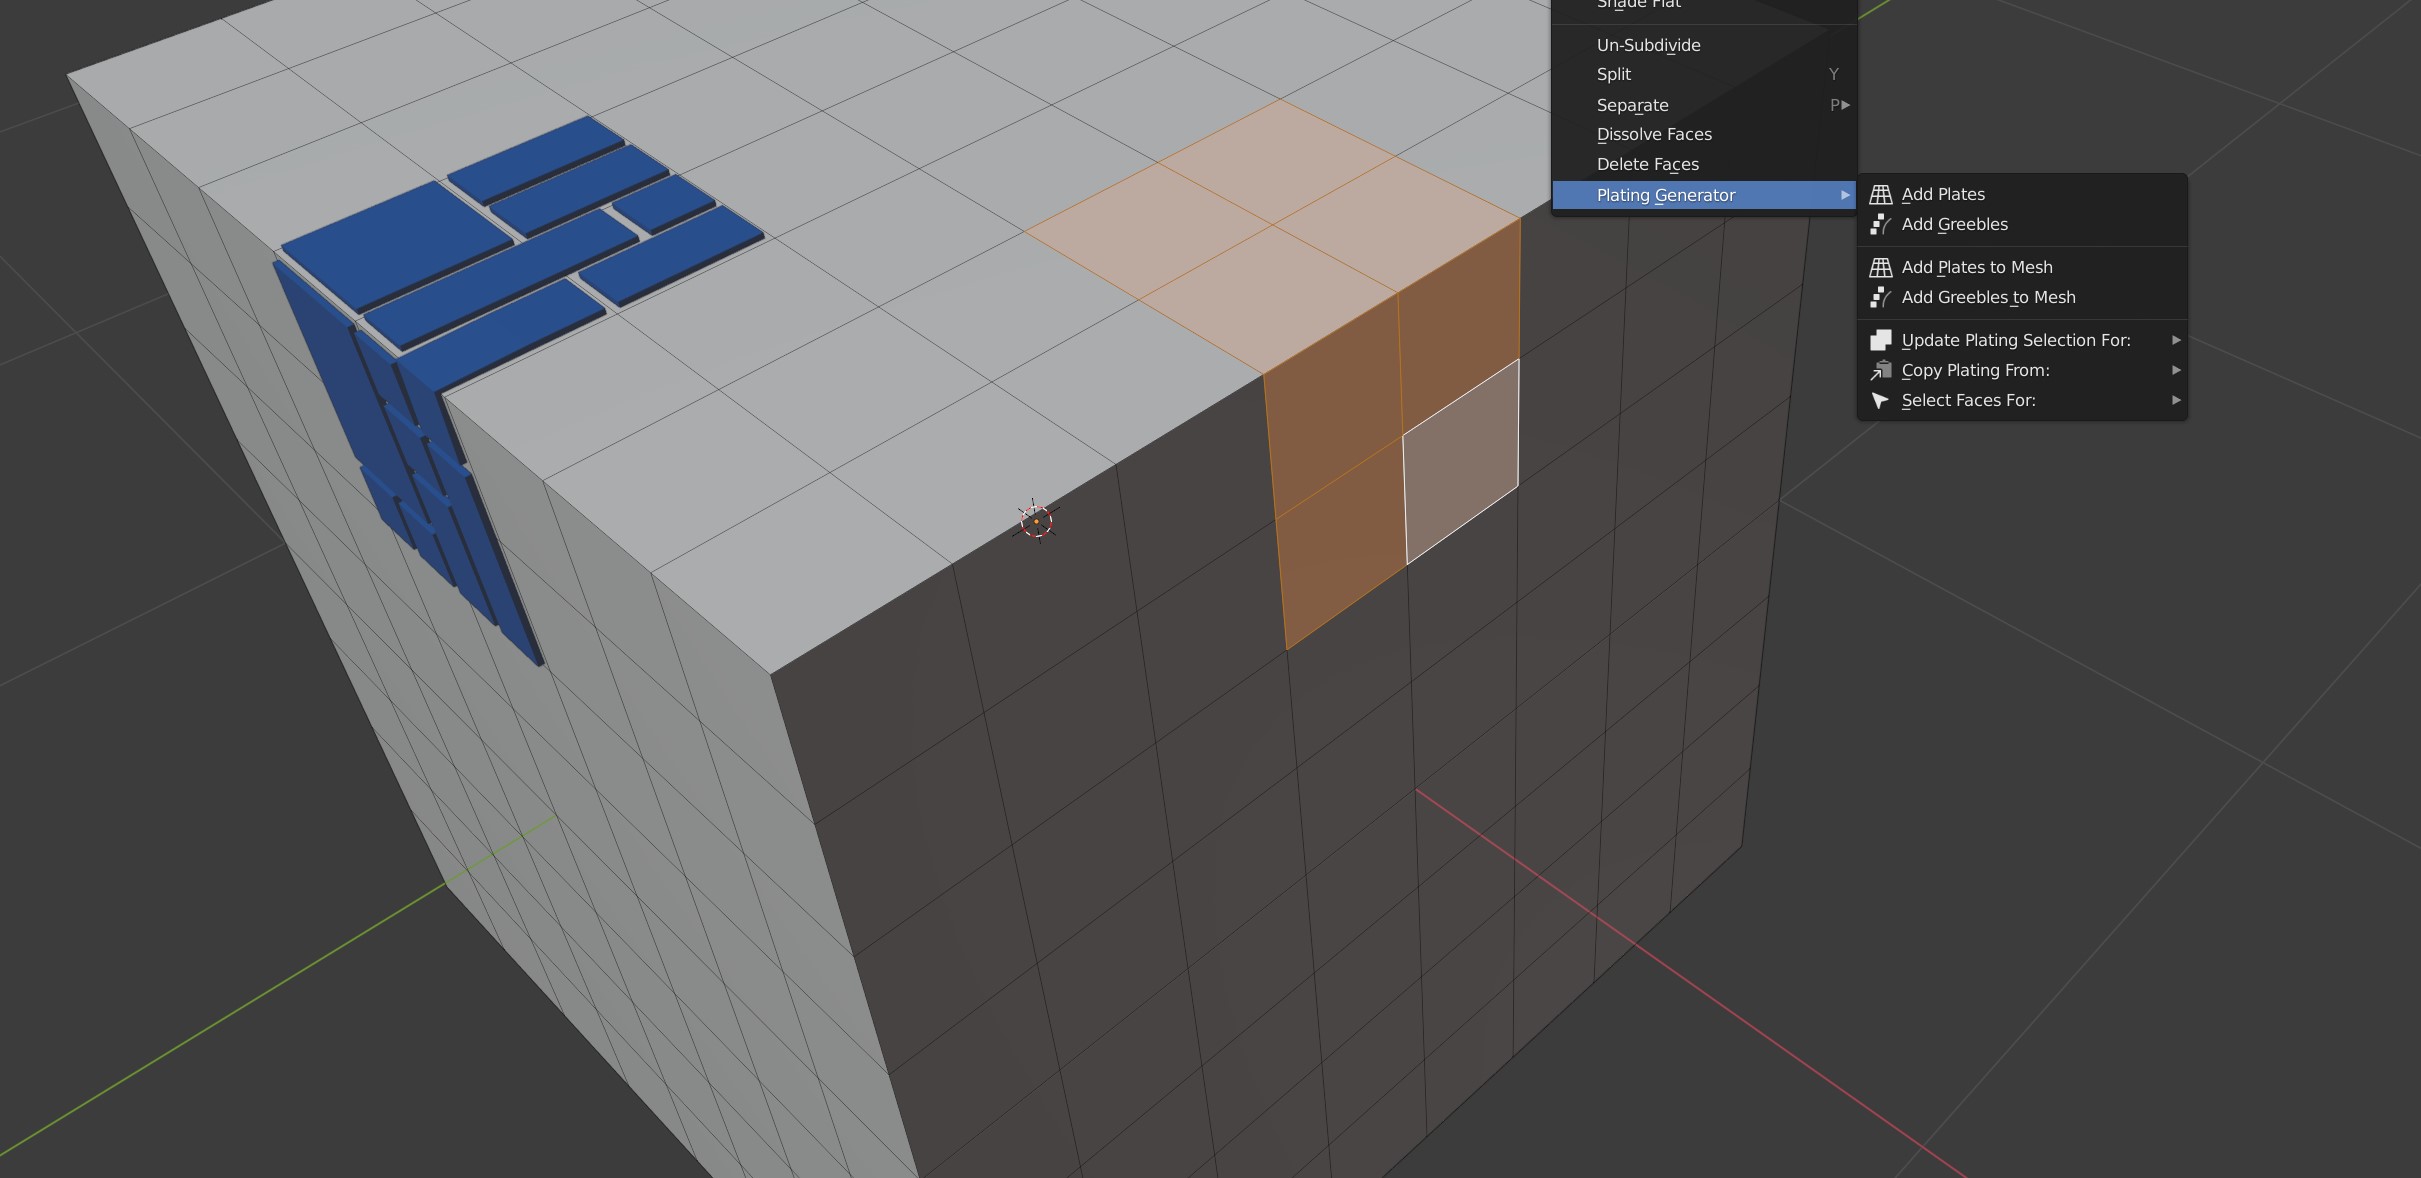 Shade Flat
Un-Subdivide
Split Y
Separate P
Dissolve Faces
Delete Faces
Plating Generator
Add Plates
Add Greebles
Add Plates to Mesh
Add Greebles to Mesh
Update Plating Selection For:
Copy Plating From:
Select Faces For: